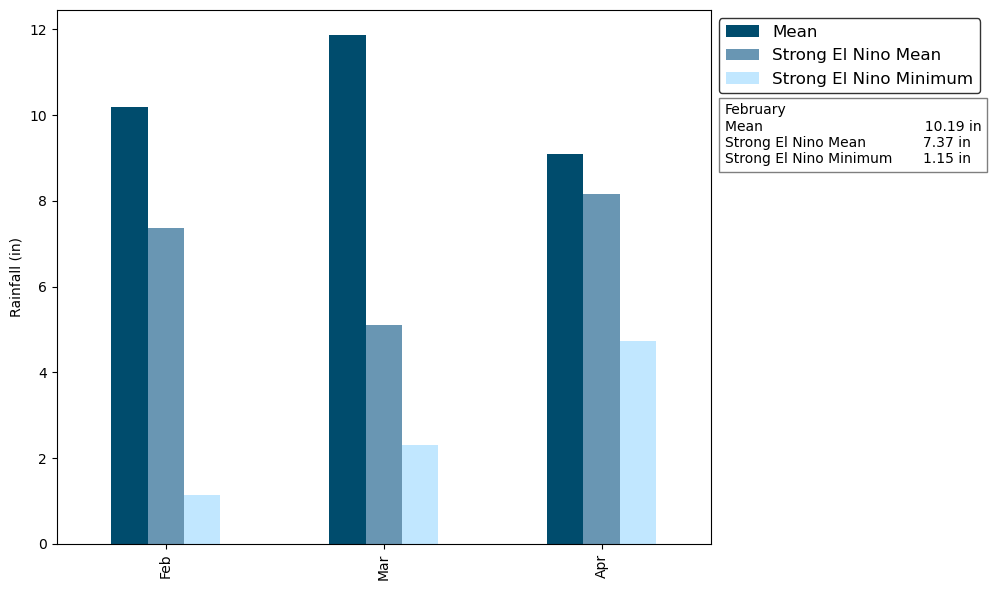 12
10
8
6
4
2
0
Rainfall (in)
Feb
Mar
Apr
Mean
Strong El Nino Mean
Strong El Nino Minimum
February
Mean 10.19 in
Strong El Nino Mean 7.37 in
Strong El Nino Minimum 1.15 in